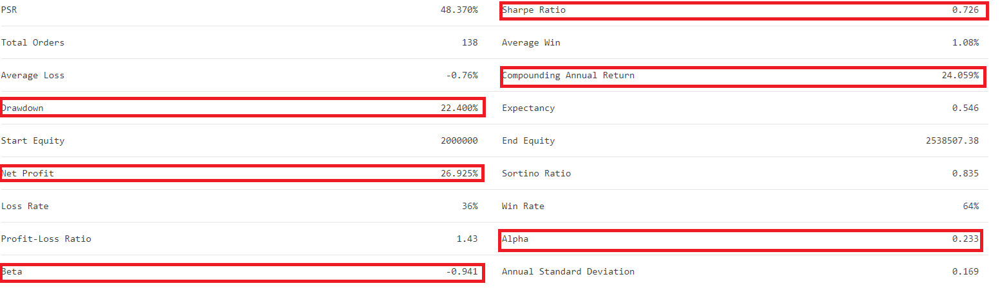 PSR 48.370% Sharpe Ratio 0.726
Total Orders 138 Average Win 1.08%
Average Loss -0.76% Compounding Annual Return 24.059%
Drawdown 22.400% Expectancy 0.546
Start Equity 2000000 End Equity 2538507.38
Net Profit 26.925% Sortino Ratio 0.835
Loss Rate 36% Win Rate 64%
Profit-Loss Ratio 1.43 Alpha 0.233
Beta -0.941 Annual Standard Deviation 0.169